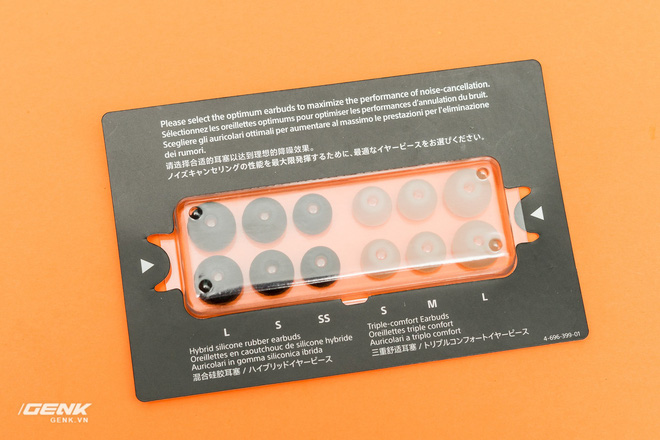 Please select the optimum earbuds to maximize the performance of noise-cancellation.
Sélectionnez les oreillettes optimums pour optimiser les performances d'annulation du bruit.
Scegliere gli auricolari ottimali per aumentare al massimo le prestazioni per l'eliminazione
dei rumori.
请选择合适的耳塞以达到理想的降噪效果。
ノイズキャンセリングの性能を最大限発揮するために、最適なイヤーピースをお選びください。
L S SS S M L
Hybrid silicone rubber earbuds
Oreillettes en caoutchouc de silicone hybride
Auricolari in gomma siliconica ibrida
混合硅胶耳塞 / ハイブリッドイヤーピース
Triple-comfort Earbuds
Oreillettes triple confort
Auricolari a triplo comfort
三重舒适耳塞 / トリプルコンフォートイヤーピース
4-696-399-01
GENK
GENK.VN